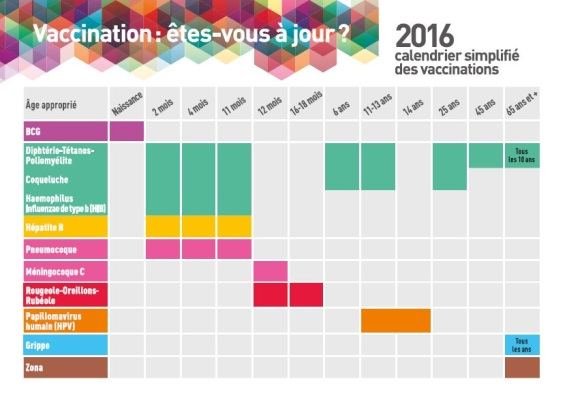 Vaccination : êtes-vous à jour ?
2016
calendrier simplifié
des vaccinations
Âge approprié
Naissance
2 mois
4 mois
11 mois
12 mois
16-18 mois
6 ans
11-13 ans
14 ans
25 ans
45 ans
65 ans et +
BCG
Diphtérie-Tétanos-
Poliomyélite
Tous
les 10 ans
Coqueluche
Haemophilus
Influenzae de type b (HIB)
Hépatite B
Pneumocoque
Méningocoque C
Rougeole-Oreillons-
Rubéole
Papillomavirus
humain (HPV)
Grippe
Tous
les ans
Zona